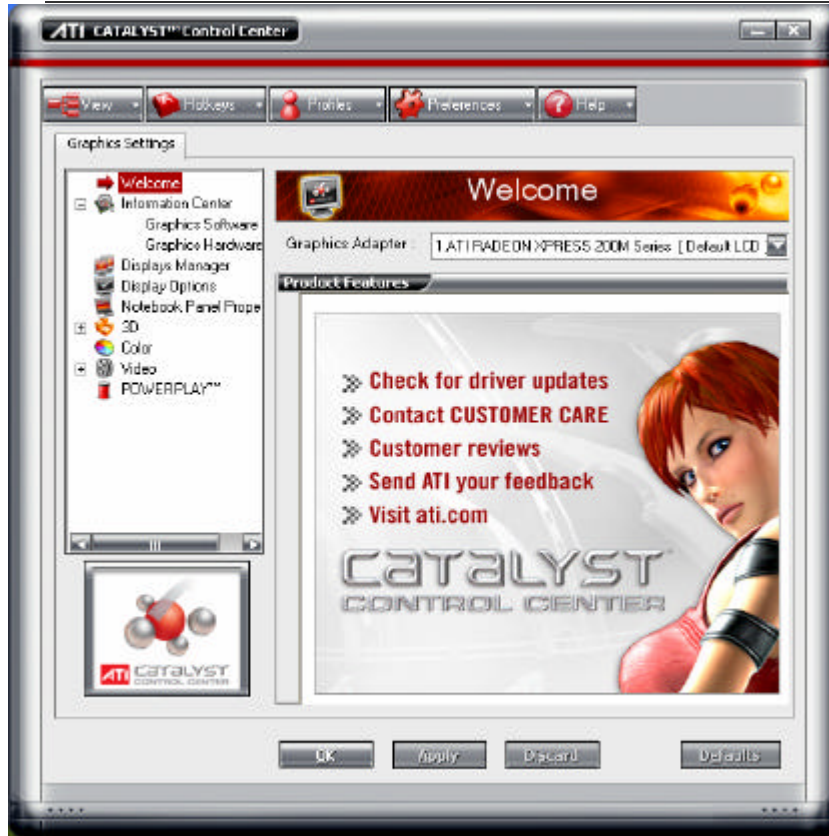 ATI CATALYST™ Control Center
View Hotkeys Profiles Preferences Help
Graphics Settings
Welcome
Information Center
Graphics Software
Graphics Hardware
Displays Manager
Display Options
Notebook Panel Prope
3D
Color
Video
POWERPLAY™
Welcome
Graphics Adapter : 1.ATI RADEON XPRESS 200M Series [ Default LCD
Product Features
Check for driver updates
Contact CUSTOMER CARE
Customer reviews
Send ATI your feedback
Visit ati.com
CATALYST
CONTROL CENTER
ATI CATALYST
CONTROL CENTER
OK Apply Discard Defaults